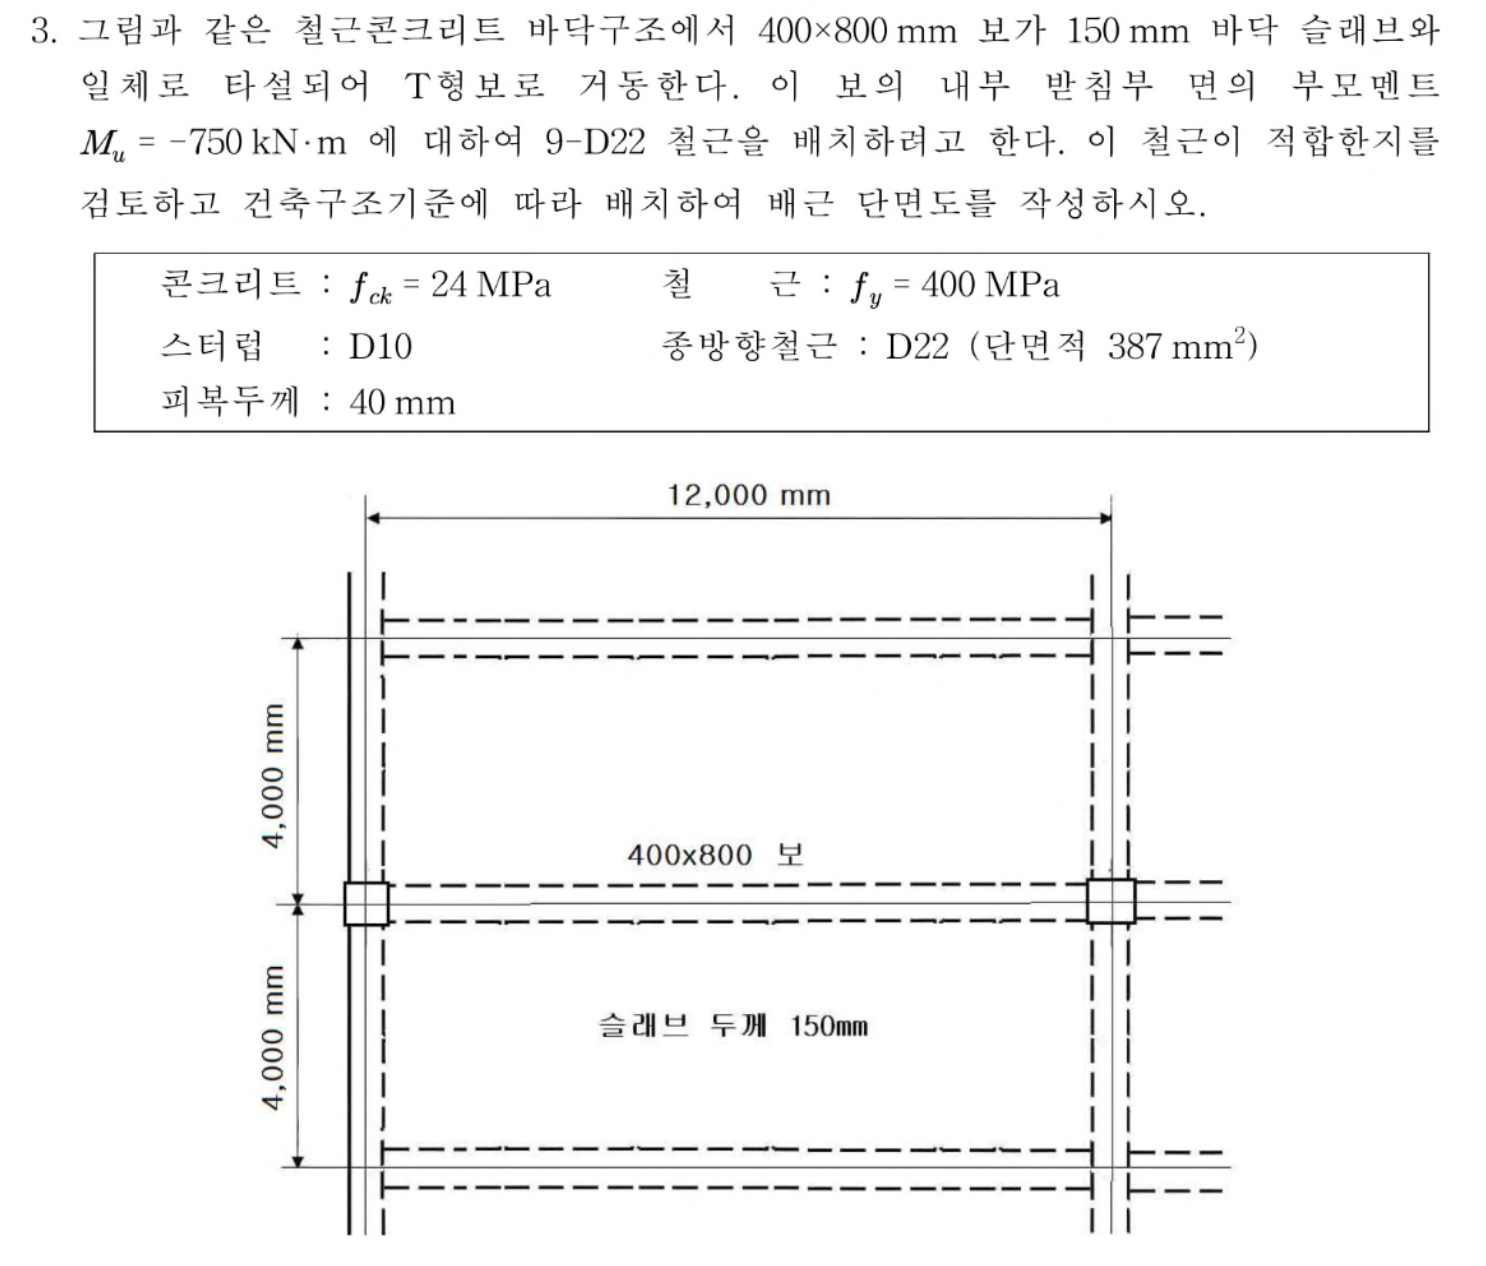 3. 그림과 같은 철근콘크리트 바닥구조에서 400×800 mm 보가 150 mm 바닥 슬래브와
일체로 타설되어 T형보로 거동한다. 이 보의 내부 받침부 면의 부모멘트
Mu = -750 kN·m 에 대하여 9-D22 철근을 배치하려고 한다. 이 철근이 적합한지를
검토하고 건축구조기준에 따라 배치하여 배근 단면도를 작성하시오.
콘크리트 : fck = 24 MPa 철 근 : fy = 400 MPa
스터럽 : D10 종방향철근 : D22 (단면적 387 mm²)
피복두께 : 40 mm
12,000 mm
4,000 mm
400x800 보
4,000 mm
슬래브 두께 150mm